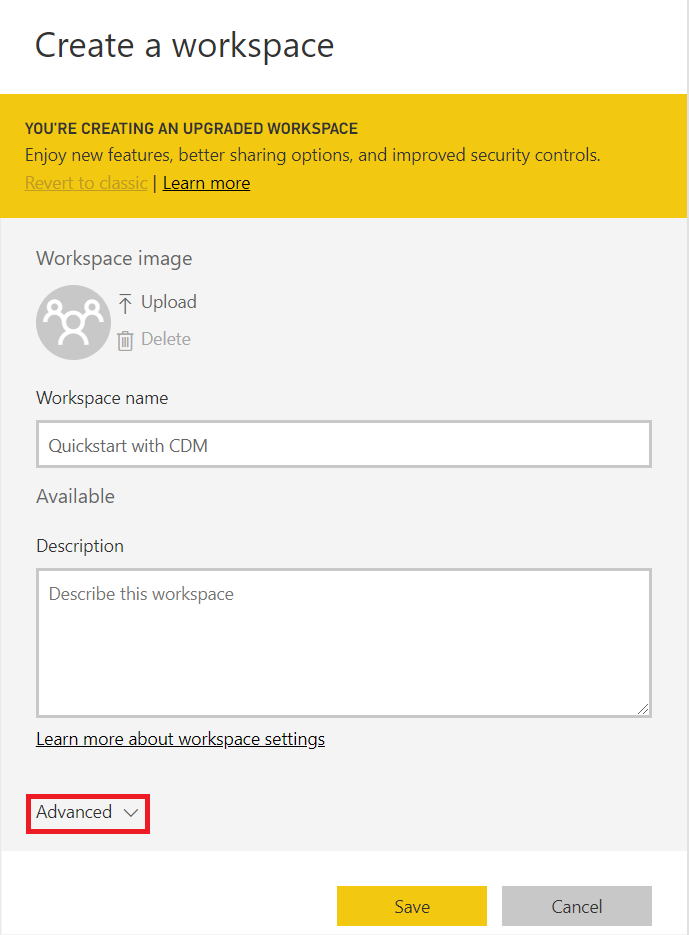 Create a workspace
YOU'RE CREATING AN UPGRADED WORKSPACE
Enjoy new features, better sharing options, and improved security controls.
Revert to classic | Learn more
Workspace image
Upload
Delete
Workspace name
Quickstart with CDM
Available
Description
Describe this workspace
Learn more about workspace settings
Advanced
Save Cancel